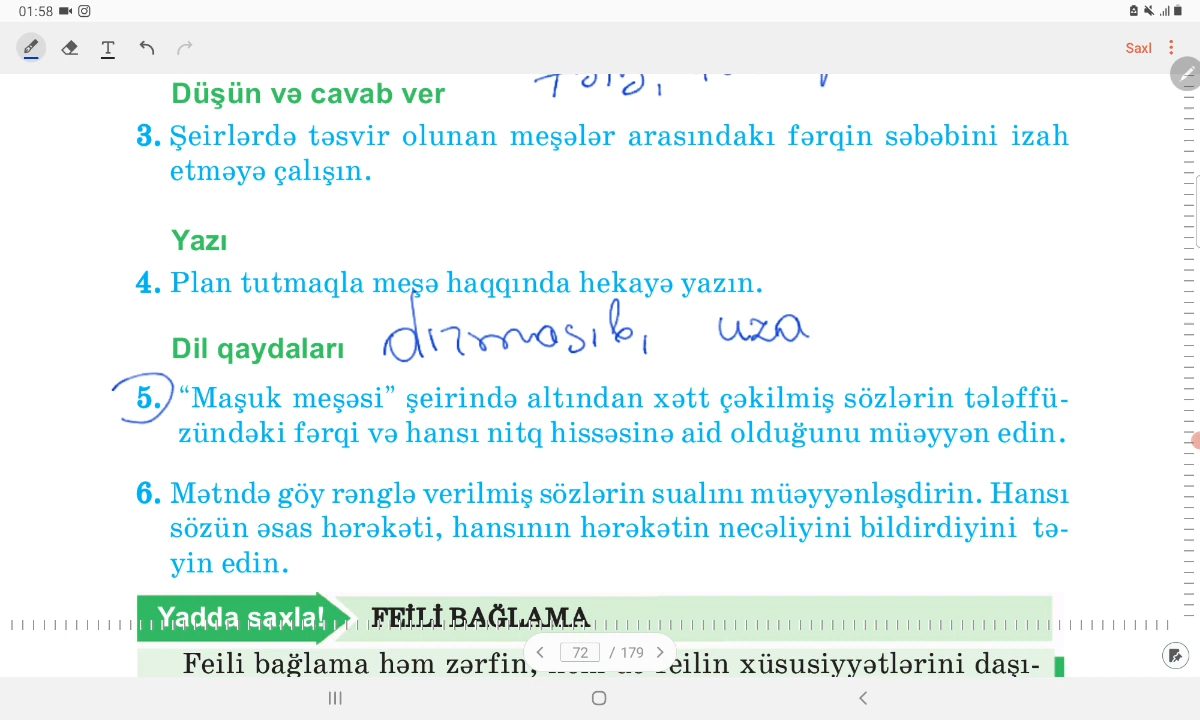 01:58
Saxl
Düşün və cavab ver
3. Şeirlərdə təsvir olunan meşələr arasındakı fərqin səbəbini izah
etməyə çalışın.
Yazı
4. Plan tutmaqla meşə haqqında hekayə yazın.
uza
Dil qaydaları
5. “Maşuk meşəsi” şeirində altından xətt çəkilmiş sözlərin tələffü-
zündəki fərqi və hansı nitq hissəsinə aid olduğunu müəyyən edin.
6. Mətndə göy rənglə verilmiş sözlərin sualını müəyyənləşdirin. Hansı
sözün əsas hərəkəti, hansının hərəkətin necəliyini bildirdiyini tə-
yin edin.
Yadda saxla! FEİLİ BAĞLAMA
72 / 179
Feili bağlama həm zərfin, xüsusiyyətlərini daşı-